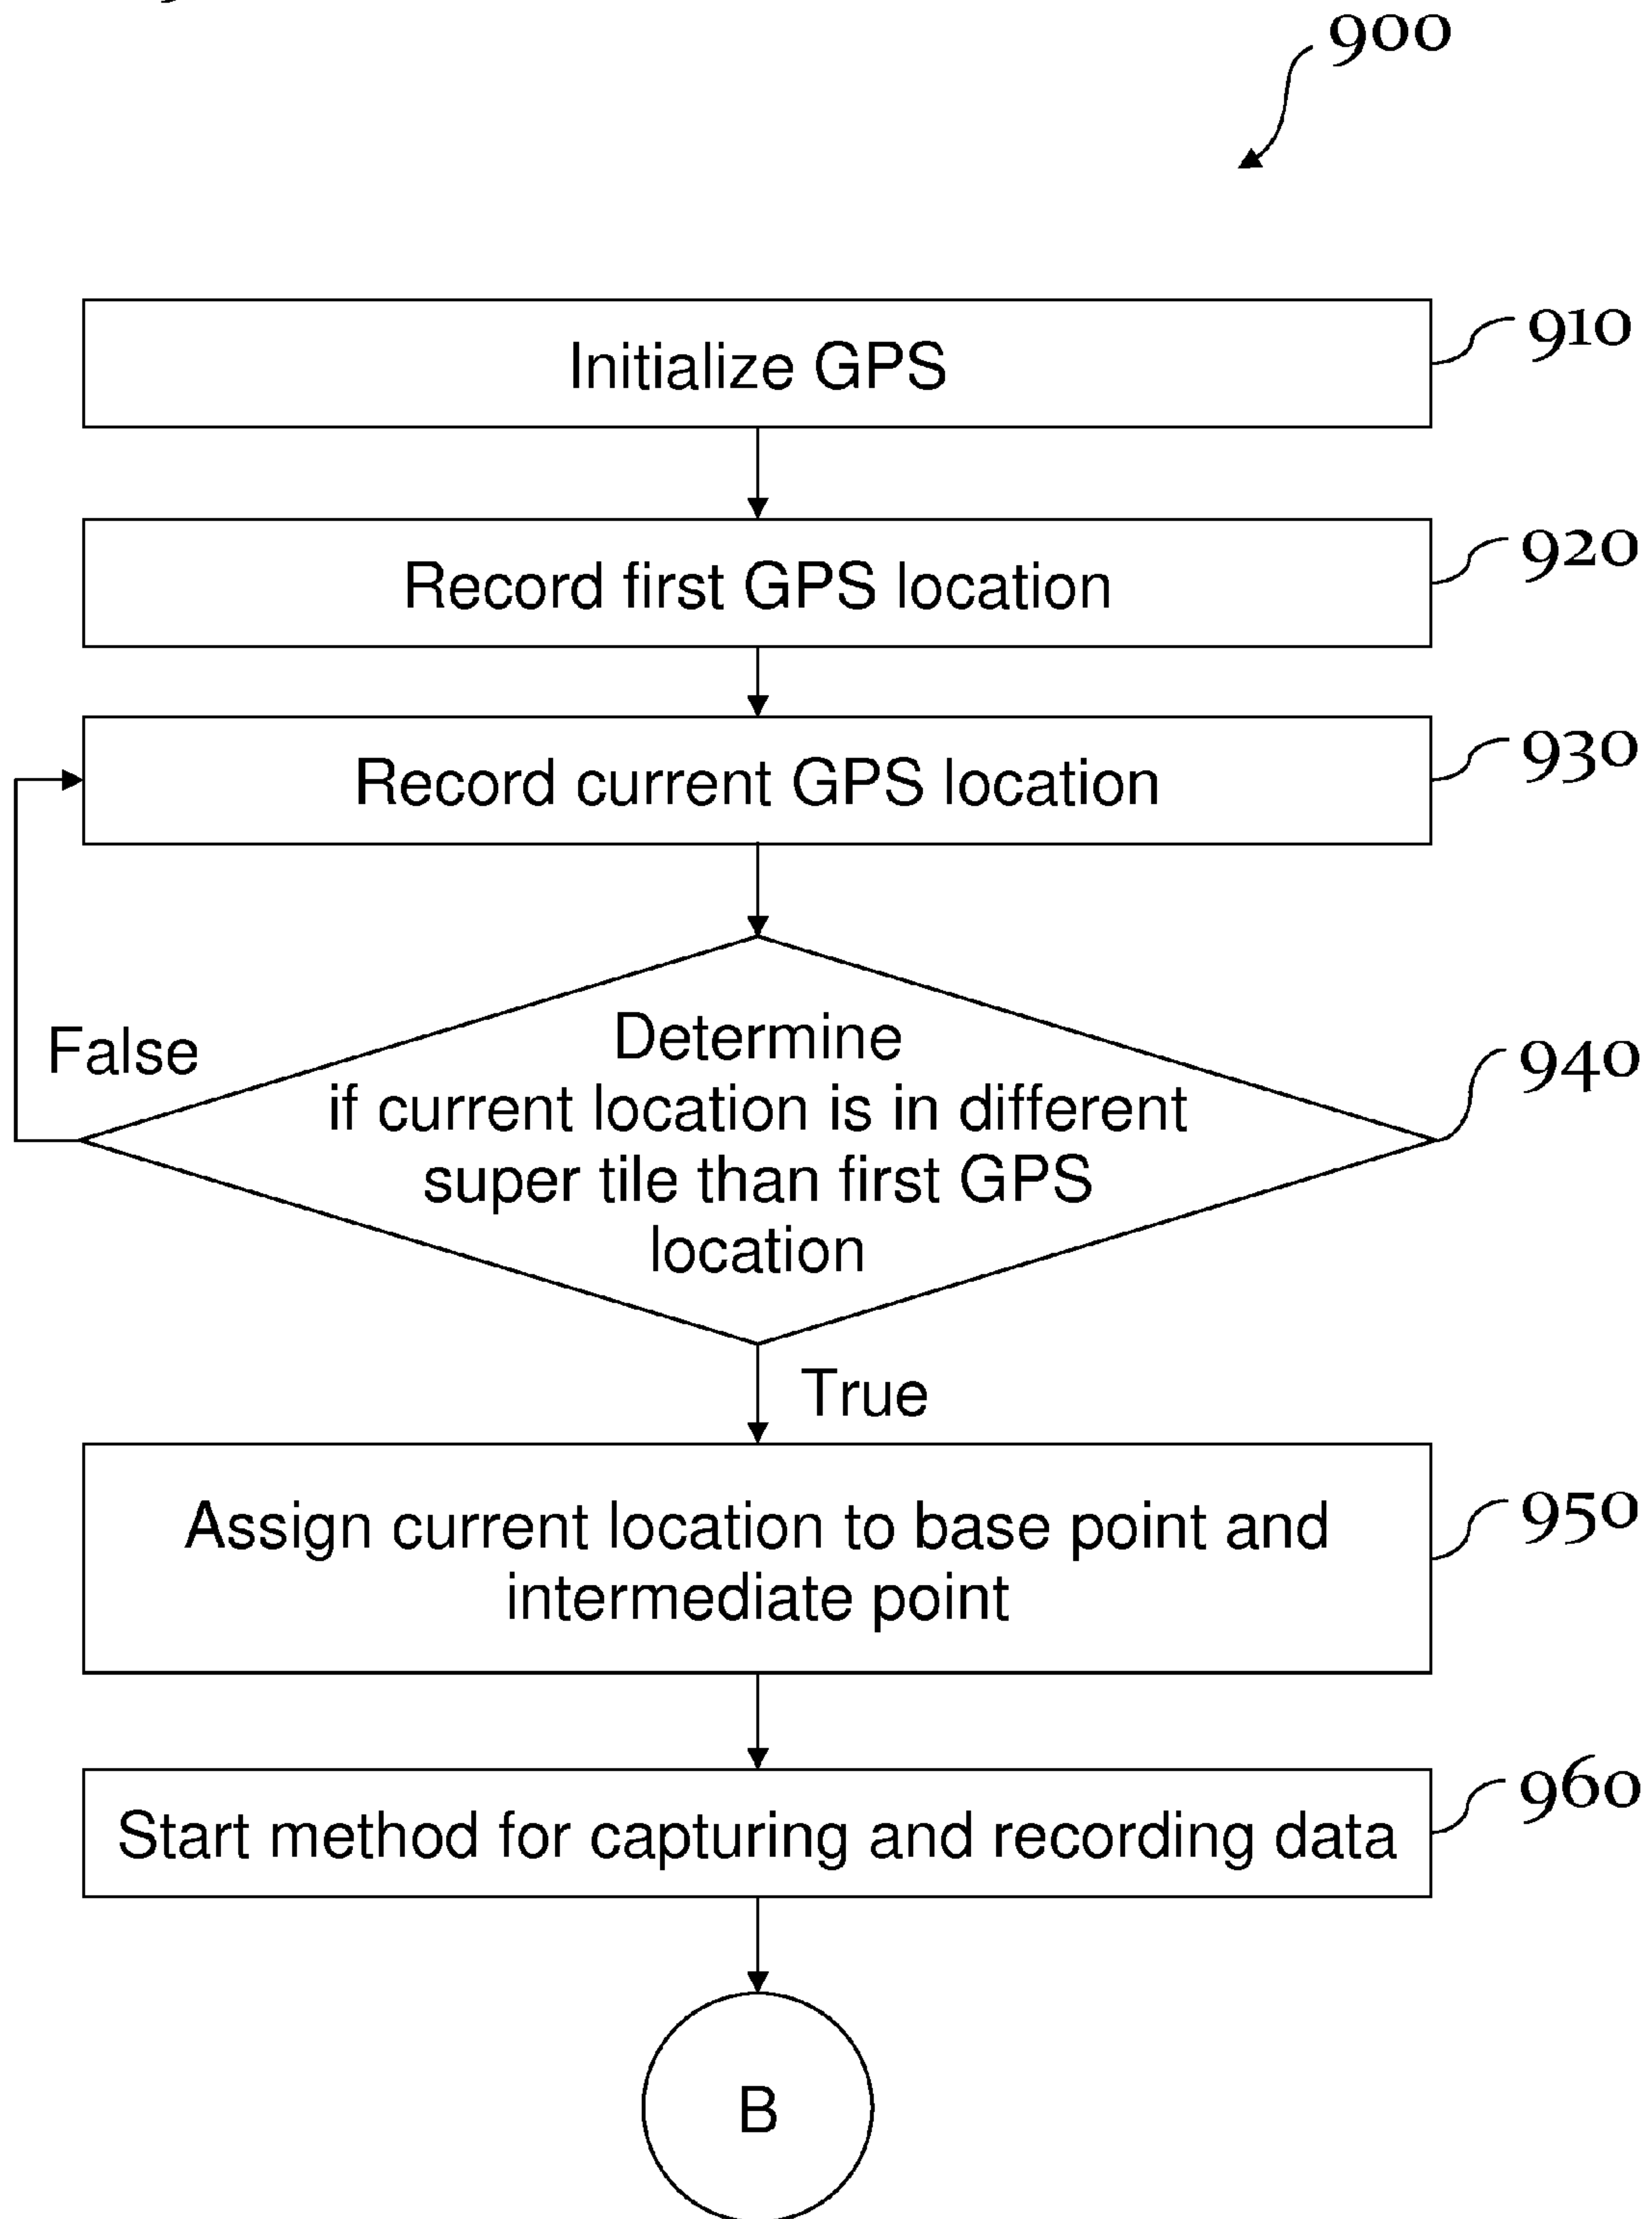 900
Initialize GPS
910
Record first GPS location
920
Record current GPS location
930
False
Determine
if current location is in different
super tile than first GPS
location
940
True
Assign current location to base point and
intermediate point
950
Start method for capturing and recording data
960
B